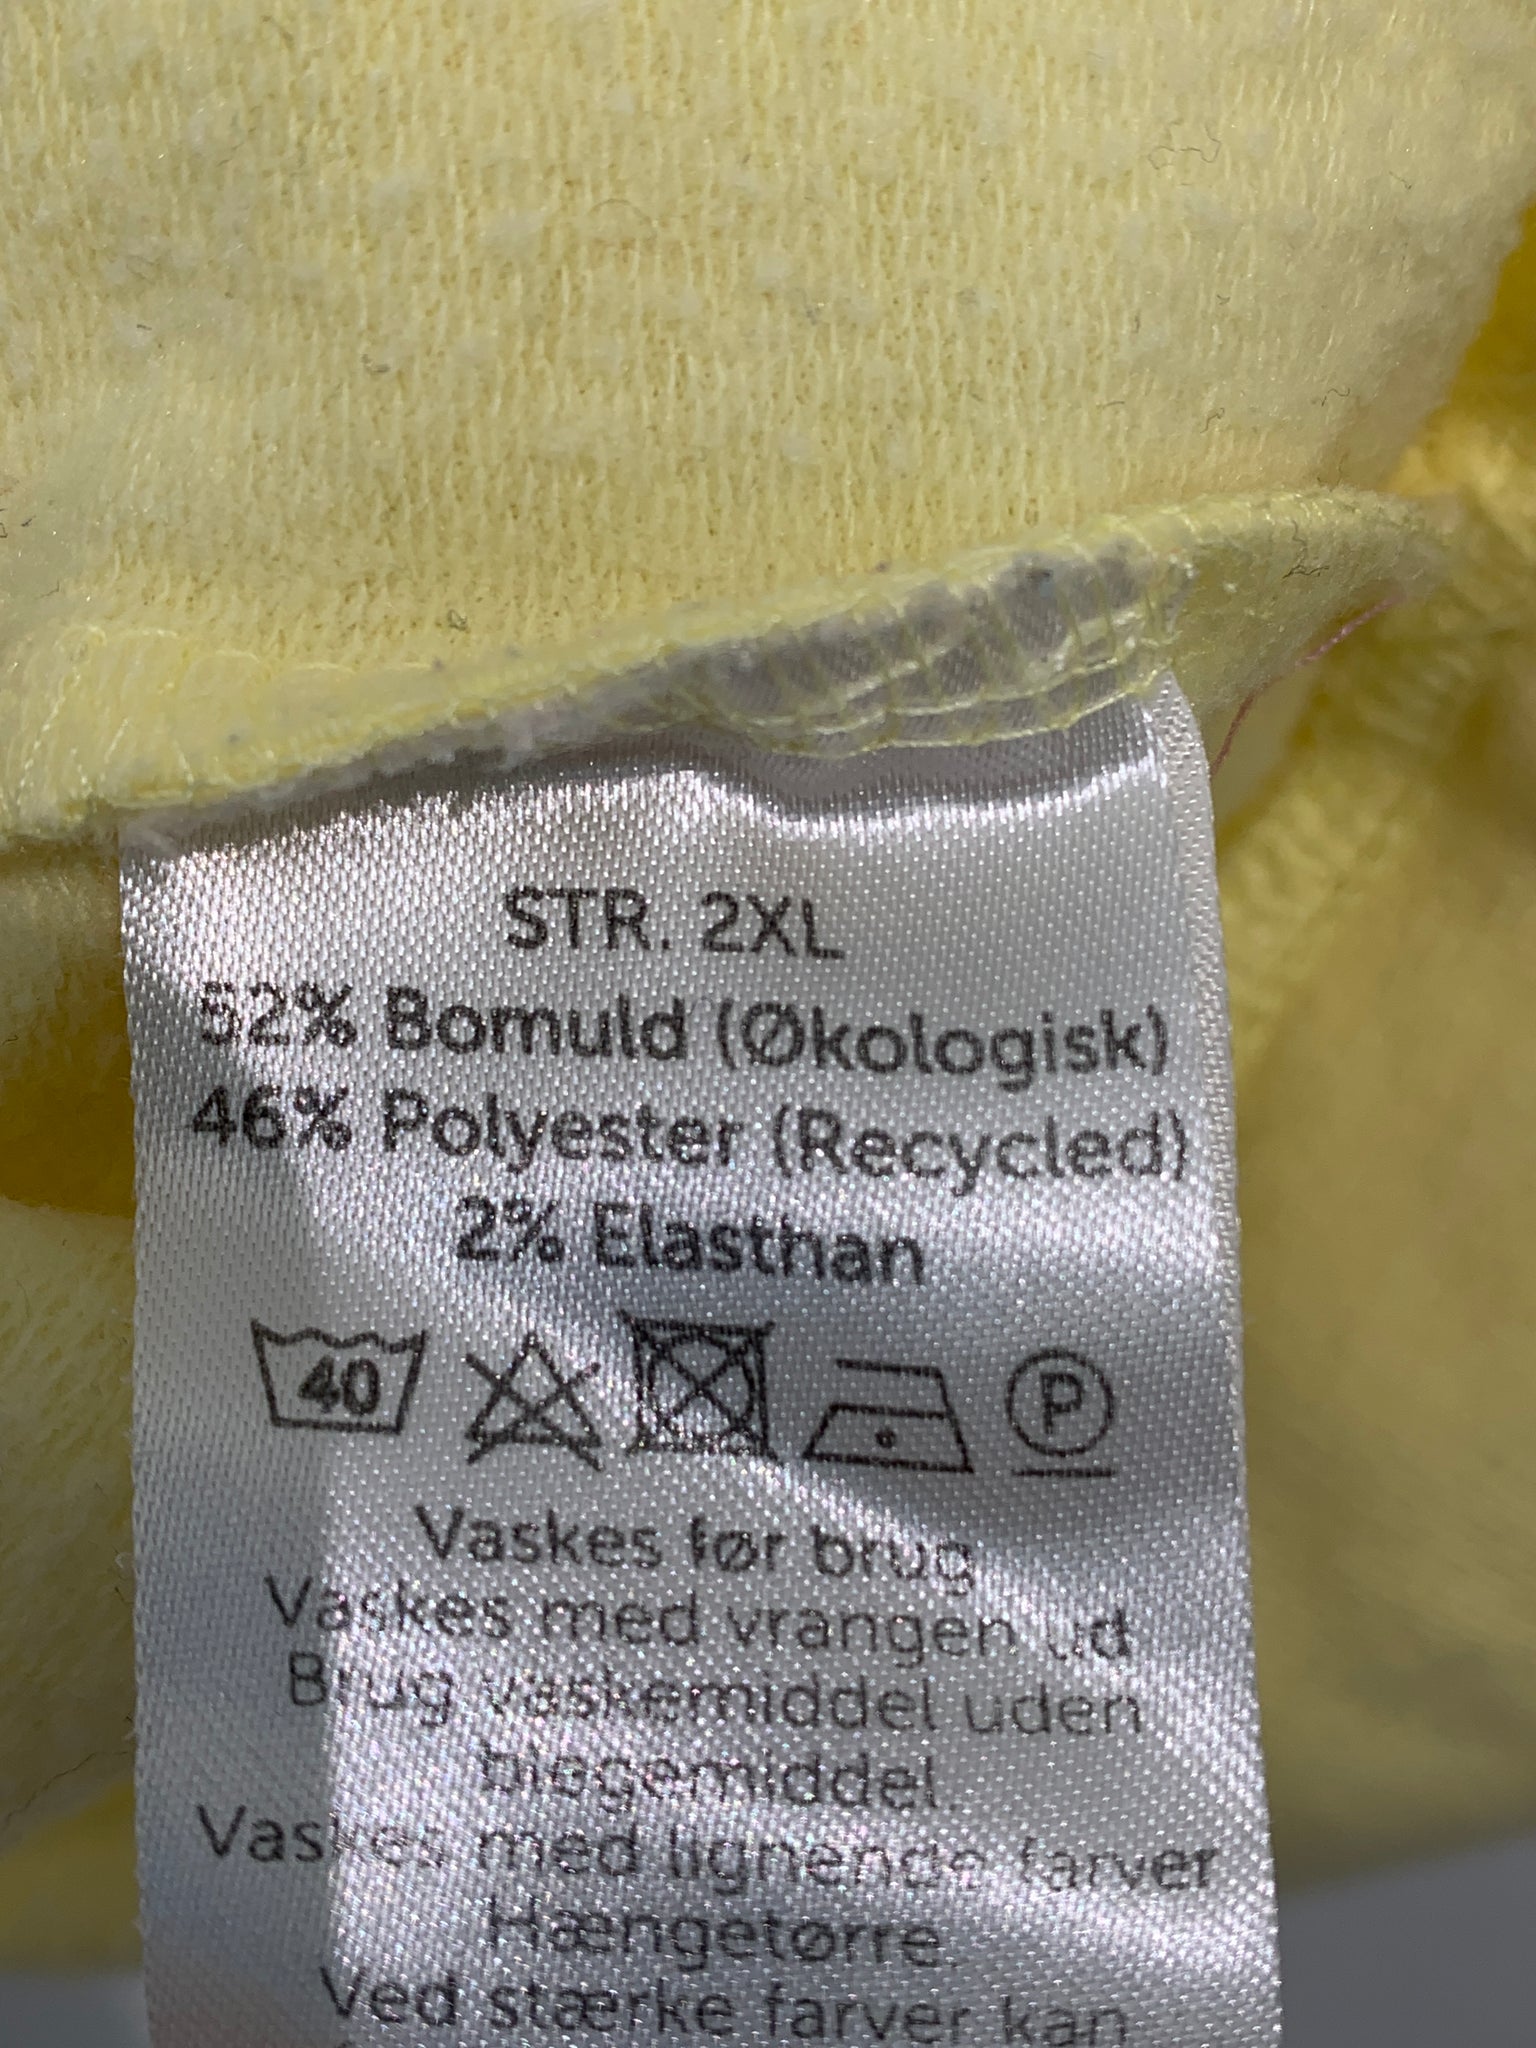 STR. 2XL
52% Bomuld (Økologisk)
46% Polyester (Recycled)
2% Elasthan
40 P
Vaskes før brug
Vaskes med vrangen ud
Brug vaskemiddel uden
blegemiddel.
Vaskes med lignende farver
Hængetørre
Ved stærke farver kan